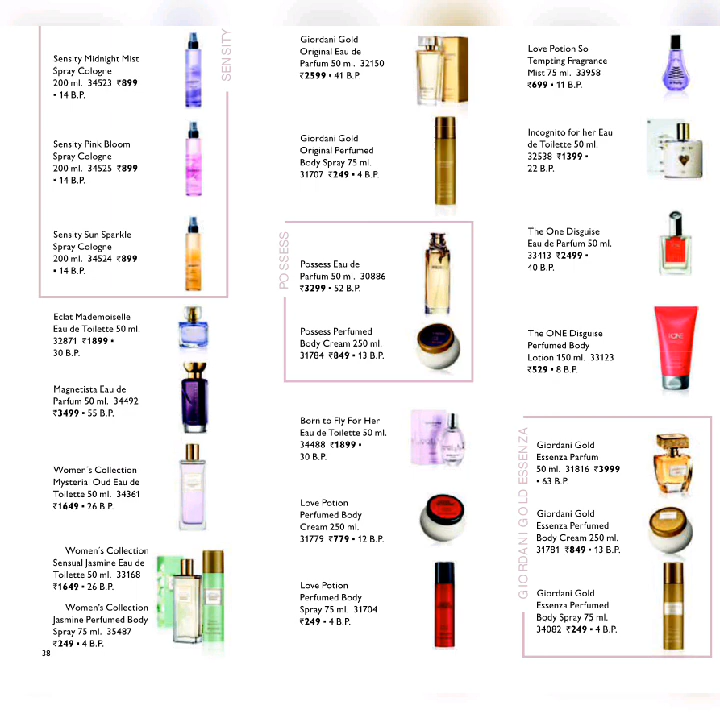 SENSITY
Sensity Midnight Mist
Spray Cologne
200 ml. 34523 ₹899
• 14 B.P.
Sensity Pink Bloom
Spray Cologne
200 ml. 34525 ₹899
• 14 B.P.
Sensity Sun Sparkle
Spray Cologne
200 ml. 34524 ₹899
• 14 B.P.
Eclat Mademoiselle
Eau de Toilette 50 ml.
32871 ₹1899 •
30 B.P.
Magnetista Eau de
Parfum 50 ml. 34492
₹3499 • 55 B.P.
Women's Collection
Mysterial Oud Eau de
Toilette 50 ml. 34361
₹1649 • 26 B.P.
Women's Collection
Sensual Jasmine Eau de
Toilette 50 ml. 33168
₹1649 • 26 B.P.
Women's Collection
Jasmine Perfumed Body
Spray 75 ml. 35487
₹249 • 4 B.P.
38
Giordani Gold
Original Eau de
Parfum 50 ml. 32150
₹2599 • 41 B.P.
Giordani Gold
Original Perfumed
Body Spray 75 ml.
31707 ₹249 • 4 B.P.
POSSESS
Possess Eau de
Parfum 50 ml. 30886
₹3299 • 52 B.P.
Possess Perfumed
Body Cream 250 ml.
31784 ₹849 • 13 B.P.
Born to Fly For Her
Eau de Toilette 50 ml.
34488 ₹1899 •
30 B.P.
Love Potion
Perfumed Body
Cream 250 ml.
31779 ₹779 • 12 B.P.
Love Potion
Perfumed Body
Spray 75 ml. 31704
₹249 • 4 B.P.
Love Potion So
Tempting Fragrance
Mist 75 ml. 33958
₹699 • 11 B.P.
Incognito for her Eau
de Toilette 50 ml.
32538 ₹1399 •
22 B.P.
The One Disguise
Eau de Parfum 50 ml.
33413 ₹2499 •
40 B.P.
The ONE Disguise
Perfumed Body
Lotion 150 ml. 33123
₹529 • 8 B.P.
GIORDANI GOLD ESSENZA
Giordani Gold
Essenza Parfum
50 ml. 31816 ₹3999
• 63 B.P.
Giordani Gold
Essenza Perfumed
Body Cream 250 ml.
31781 ₹849 • 13 B.P.
Giordani Gold
Essenza Perfumed
Body Spray 75 ml.
34082 ₹249 • 4 B.P.